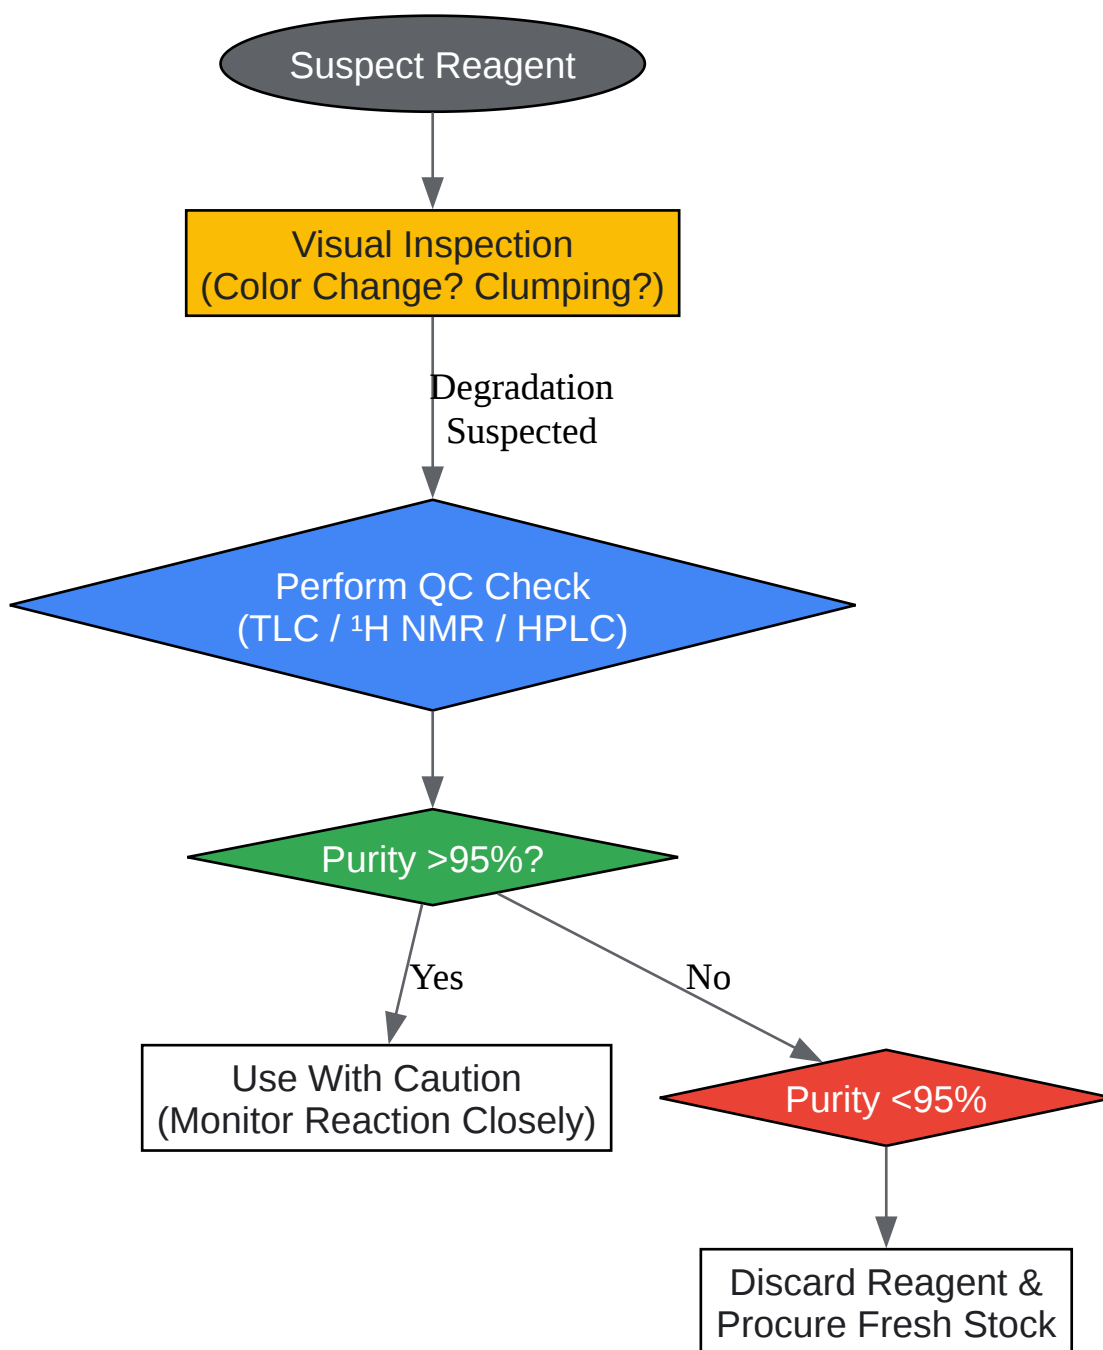 Suspect Reagent
Visual Inspection
(Color Change? Clumping?)
Degradation
Suspected
Perform QC Check
(TLC / ¹H NMR / HPLC)
Purity >95%?
Yes
No
Use With Caution
(Monitor Reaction Closely)
Purity <95%
Discard Reagent &
Procure Fresh Stock